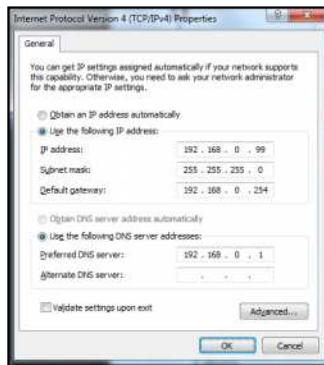 Internet Protocol Version 4 (TCP/IPv4) Properties
General
You can get IP settings assigned automatically if your network supports
this capability. Otherwise, you need to ask your network administrator
for the appropriate IP settings.
Obtain an IP address automatically
Use the following IP address:
IP address: 192 . 168 . 0 . 99
Subnet mask: 255 . 255 . 255 . 0
Default gateway: 192 . 168 . 0 . 254
Obtain DNS server address automatically
Use the following DNS server addresses:
Preferred DNS server: 192 . 168 . 0 . 1
Alternate DNS server: . . .
Validate settings upon exit
Advanced...
OK Cancel